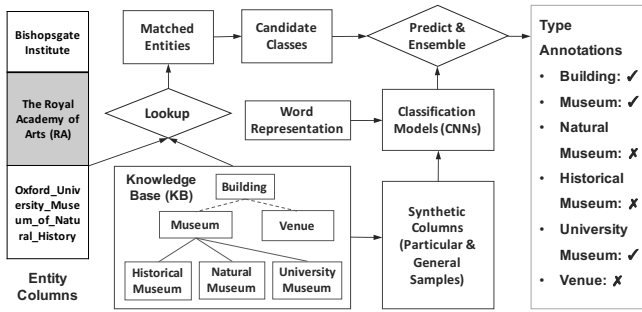 Bishopsgate
Institute
The Royal
Academy of
Arts (RA)
Oxford_Univ
ersity_Muse
um_of_Natu
ral_History
Entity
Columns
Matched
Entities
Candidate
Classes
Predict &
Ensemble
Lookup
Word
Representation
Classification
Models (CNNs)
Knowledge
Base (KB)
Building
Museum
Venue
Historical
Museum
Natural
Museum
University
Museum
Synthetic
Columns
(Particular &
General
Samples)
Type
Annotations
• Building: ✓
• Museum: ✓
• Natural
Museum: ✗
• Historical
Museum: ✗
• University
Museum: ✓
• Venue: ✗